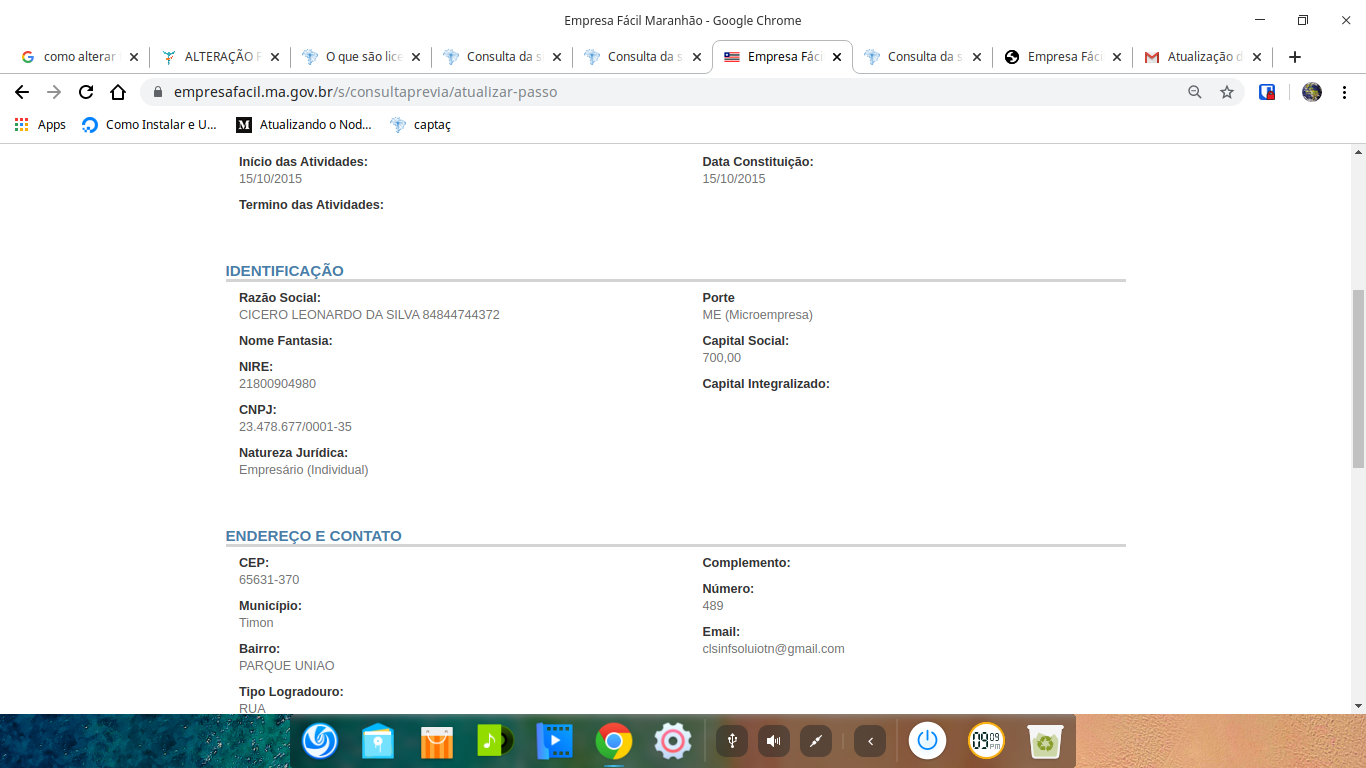 Empresa Fácil Maranhão - Google Chrome
como alterar
ALTERAÇÃO
O que são lice
Consulta da s
Consulta da s
Empresa Fáci
Consulta da s
Empresa Fáci
Atualização d
empresafacil.ma.gov.br/s/consultaprevia/atualizar-passo
Apps
Como Instalar e U...
Atualizando o Nod...
captaç
Início das Atividades:
15/10/2015
Data Constituição:
15/10/2015
Termino das Atividades:
IDENTIFICAÇÃO
Razão Social:
CICERO LEONARDO DA SILVA 84844744372
Porte
ME (Microempresa)
Nome Fantasia:
Capital Social:
700,00
NIRE:
21800904980
Capital Integralizado:
CNPJ:
23.478.677/0001-35
Natureza Jurídica:
Empresário (Individual)
ENDEREÇO E CONTATO
CEP:
65631-370
Complemento:
Número:
489
Município:
Timon
Email:
clsinfsoluiotn@gmail.com
Bairro:
PARQUE UNIAO
Tipo Logradouro:
RUA
09:09 PM